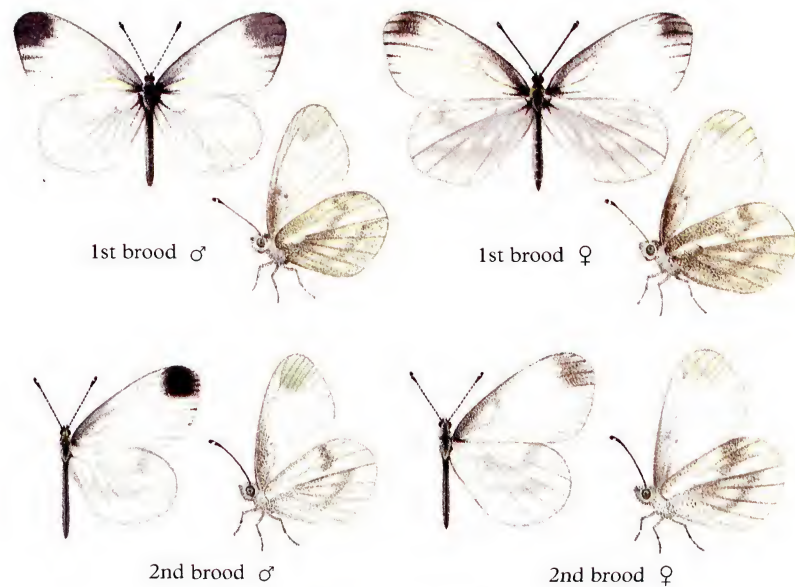 1st brood ♂
1st brood ♀
2nd brood ♂
2nd brood ♀